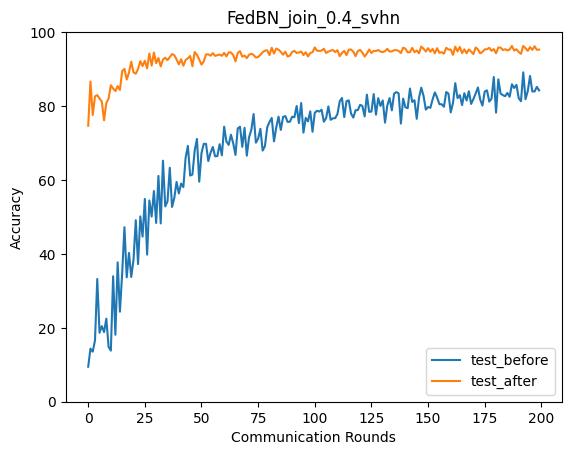 FedBN_join_0.4_svhn
Accuracy
100
80
60
40
20
0
0 25 50 75 100 125 150 175 200
Communication Rounds
test_before
test_after